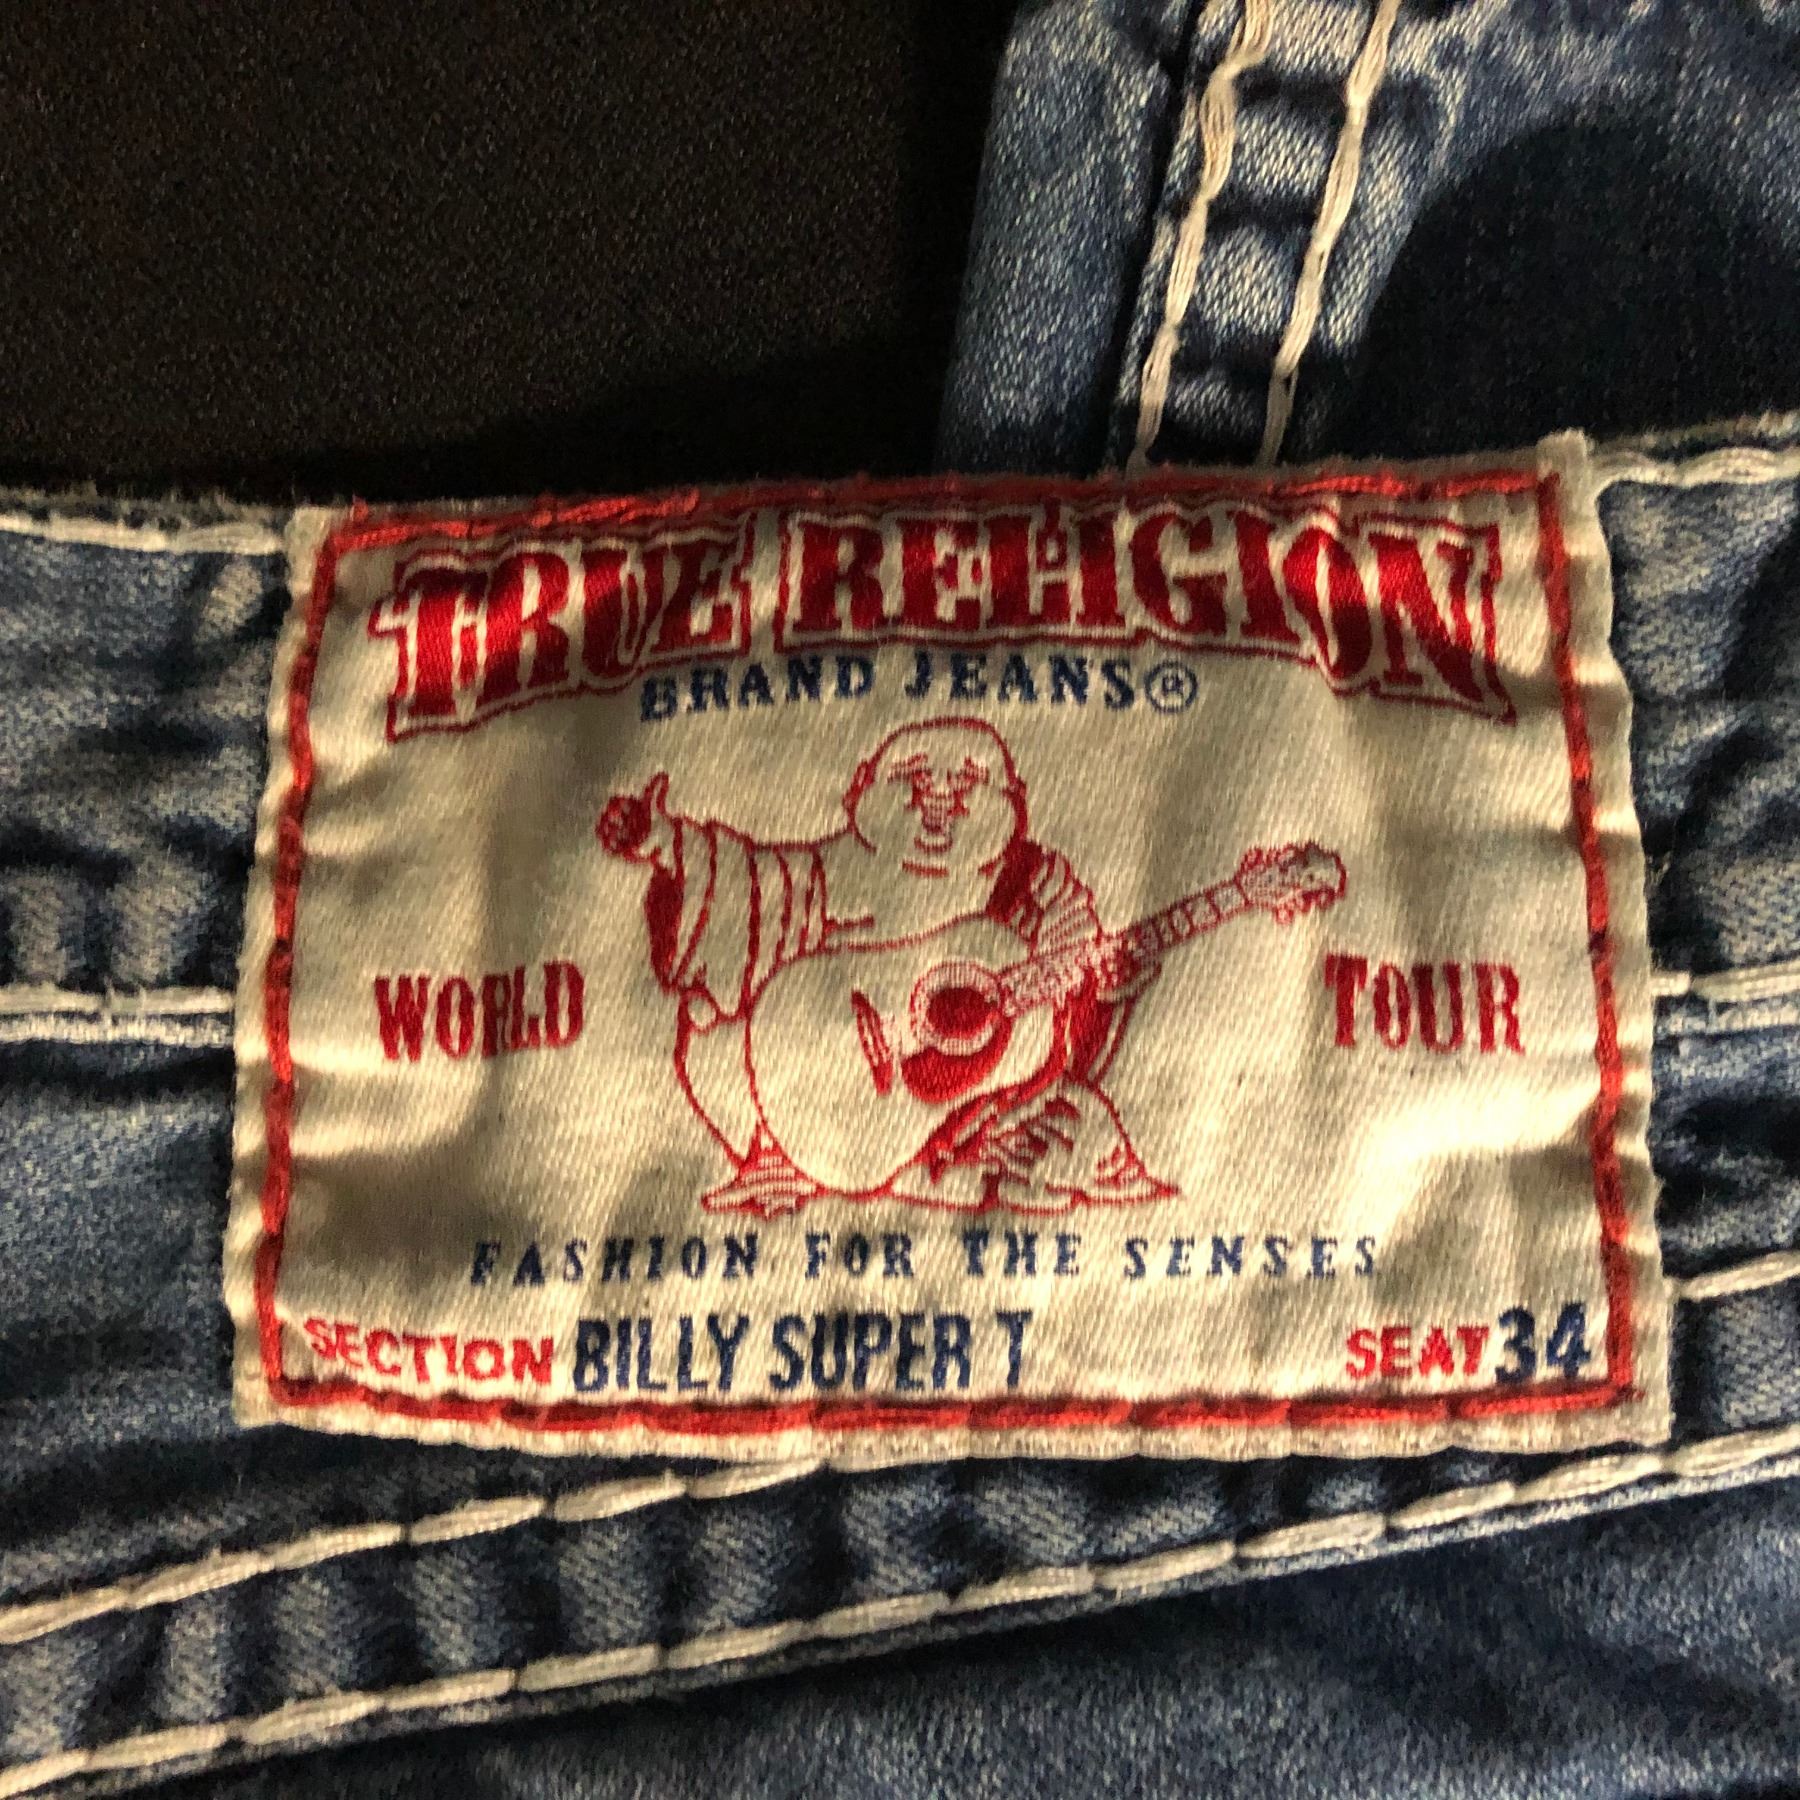 TRUE RELIGION
BRAND JEANS®
WORLD TOUR
FASHION FOR THE SENSES
SECTION BILLY SUPER T SEAT 34